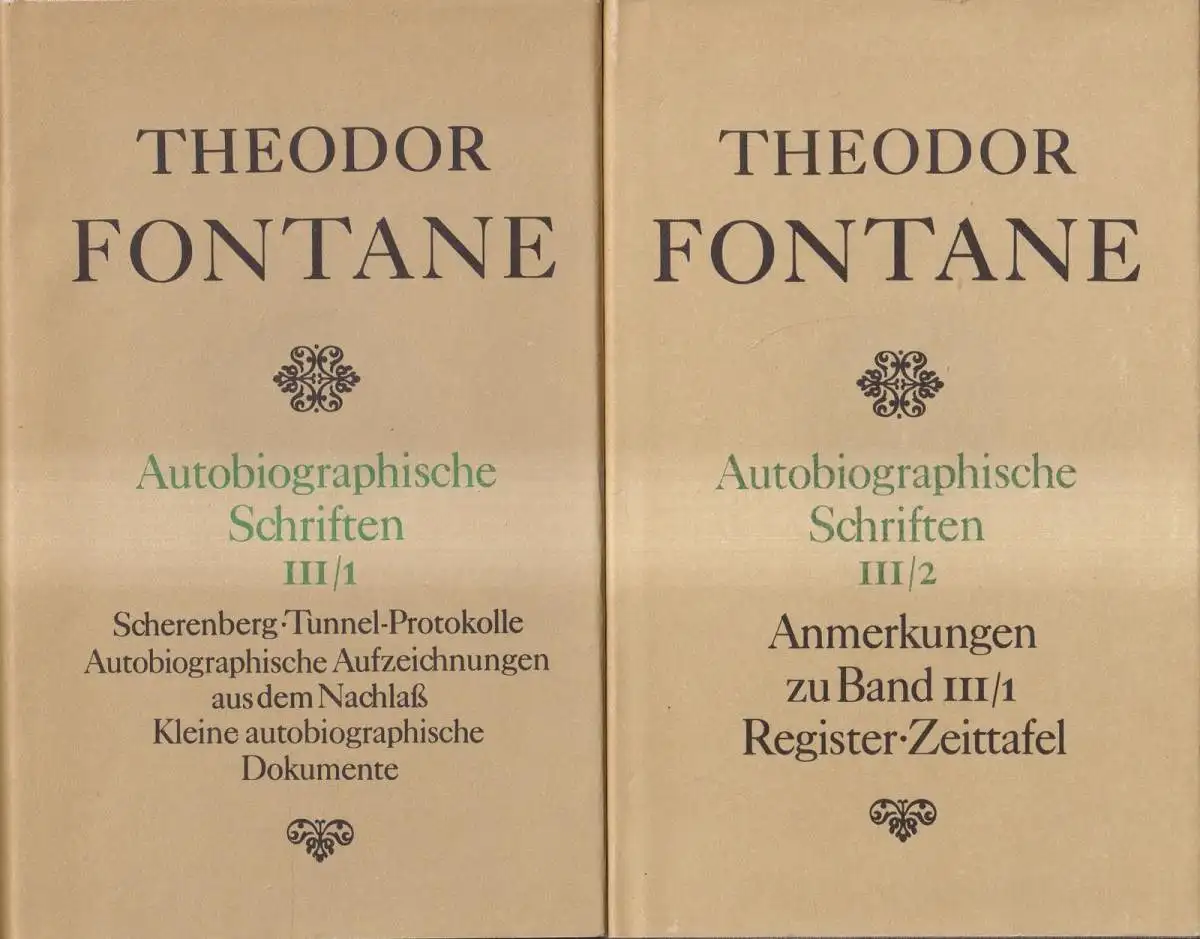 THEODOR
FONTANE
Autobiographische
Schriften
III/1
Scherenberg·Tunnel-Protokolle
Autobiographische Aufzeichnungen
aus dem Nachlaß
Kleine autobiographische
Dokumente
THEODOR
FONTANE
Autobiographische
Schriften
III/2
Anmerkungen
zu Band III/1
Register·Zeittafel